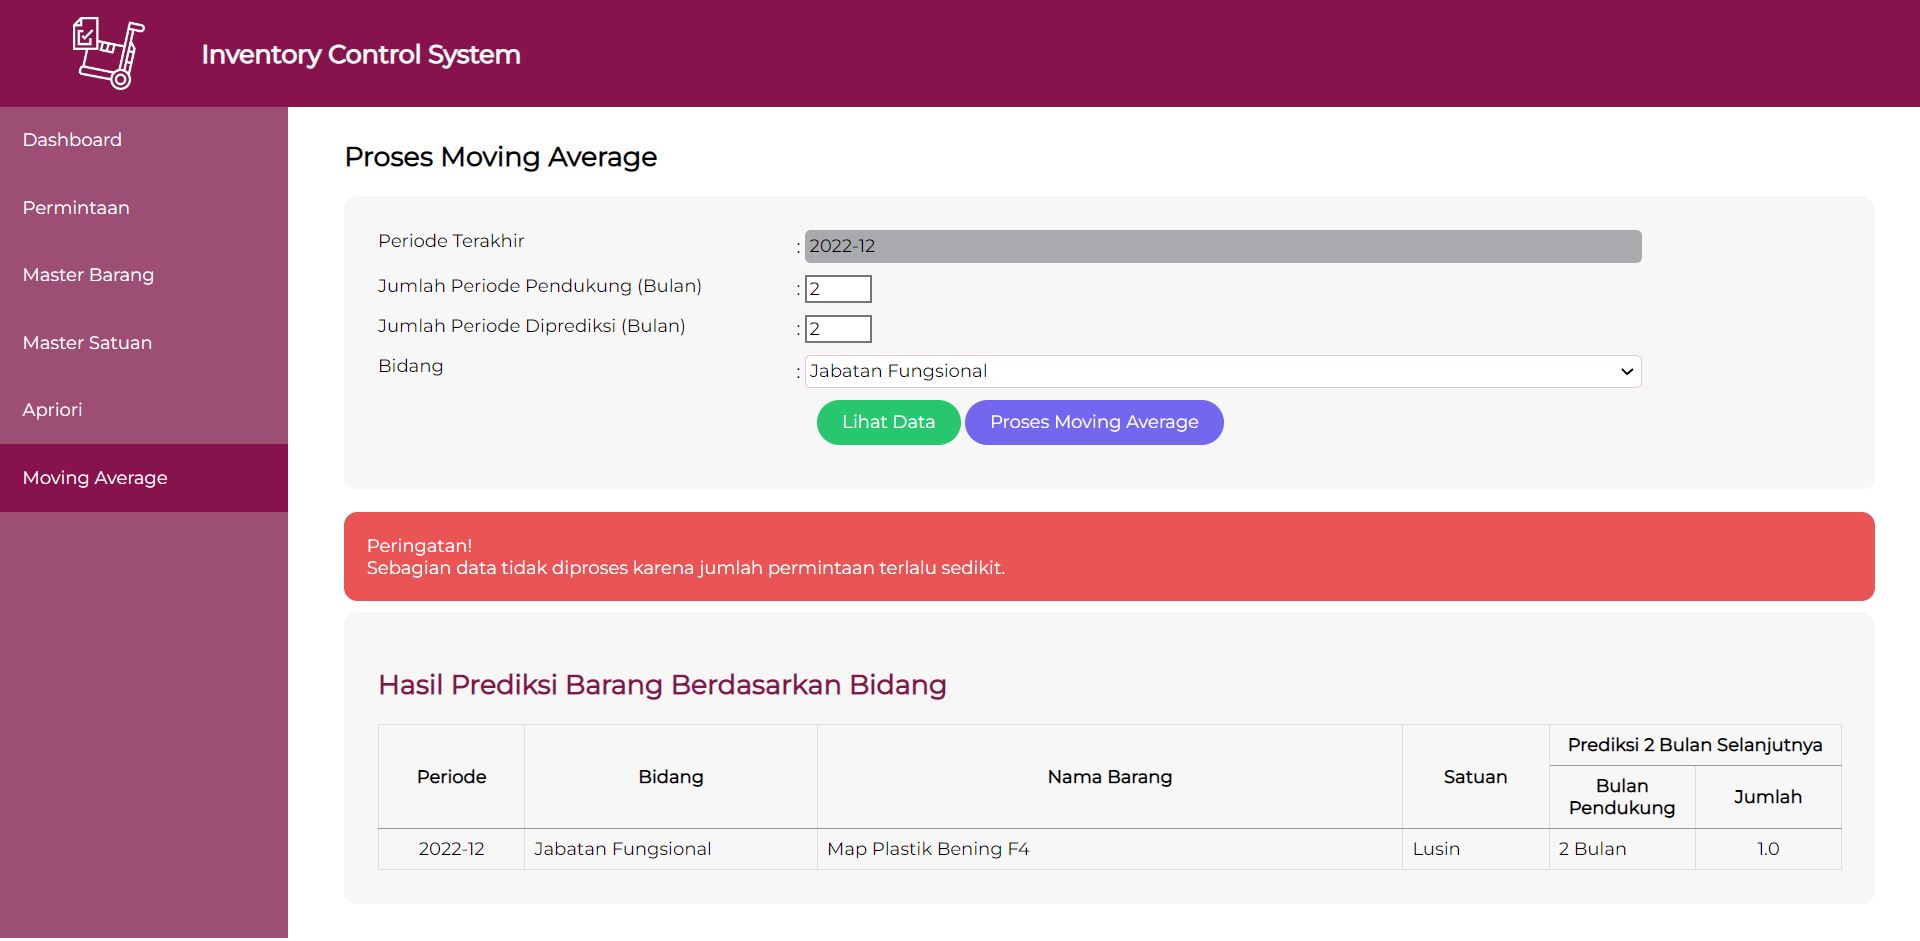 Inventory Control System
Dashboard
Permintaan
Master Barang
Master Satuan
Apriori
Moving Average
Proses Moving Average
Periode Terakhir : 2022-12
Jumlah Periode Pendukung (Bulan) : 2
Jumlah Periode Diprediksi (Bulan) : 2
Bidang : Jabatan Fungsional
Lihat Data Proses Moving Average
Peringatan!
Sebagian data tidak diproses karena jumlah permintaan terlalu sedikit.
Hasil Prediksi Barang Berdasarkan Bidang
Periode Bidang Nama Barang Satuan Prediksi 2 Bulan Selanjutnya
Bulan Pendukung Jumlah
2022-12 Jabatan Fungsional Map Plastik Bening F4 Lusin 2 Bulan 1.0